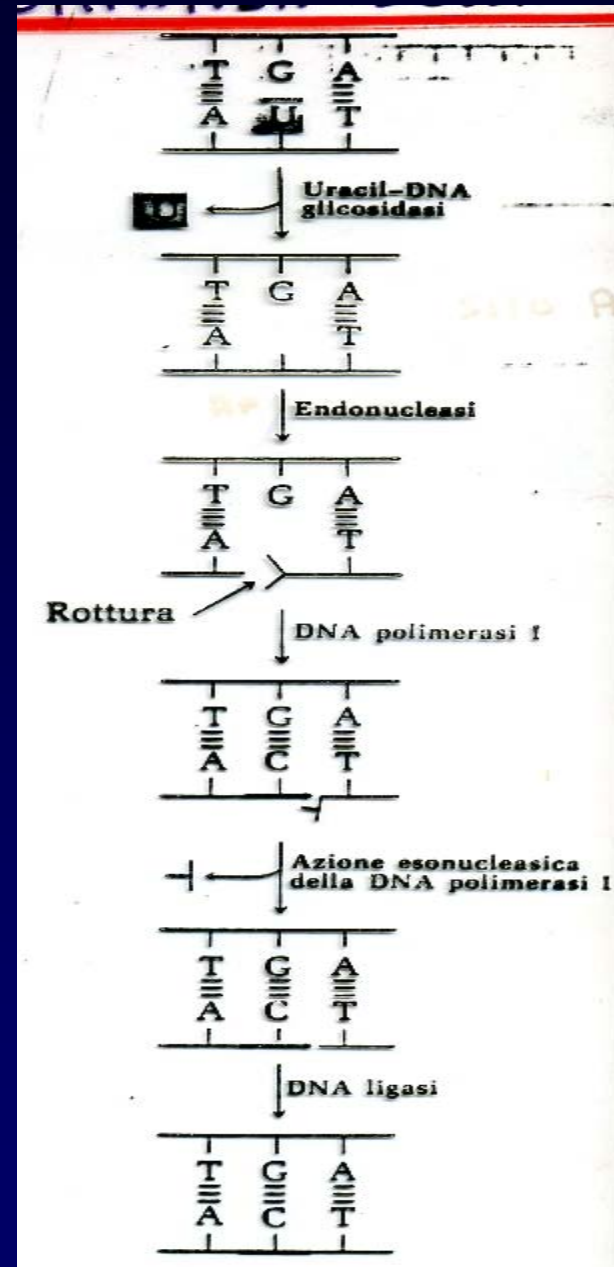 T G A
A U T
Uracil-DNA
glicosidasi
U
T G A
A T
Endonucleasi
T G A
A T
Rottura
DNA polimerasi I
T G A
A C T
Azione esonucleasica
della DNA polimerasi I
T G A
A C T
DNA ligasi
T G A
A C T